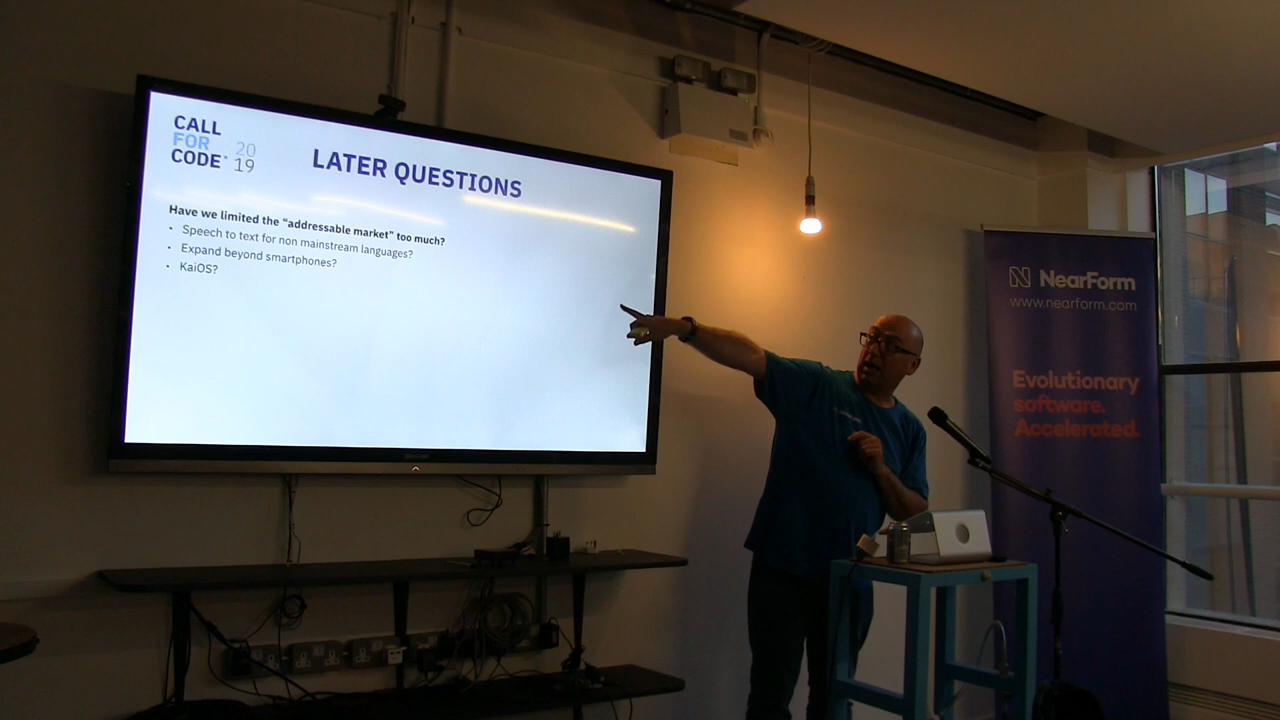 CALL
FOR
CODE 20
19
LATER QUESTIONS
Have we limited the “addressable market” too much?
• Speech to text for non mainstream languages?
• Expand beyond smartphones?
• KaiOS?
NearForm
www.nearform.com
Evolutionary
software.
Accelerated.